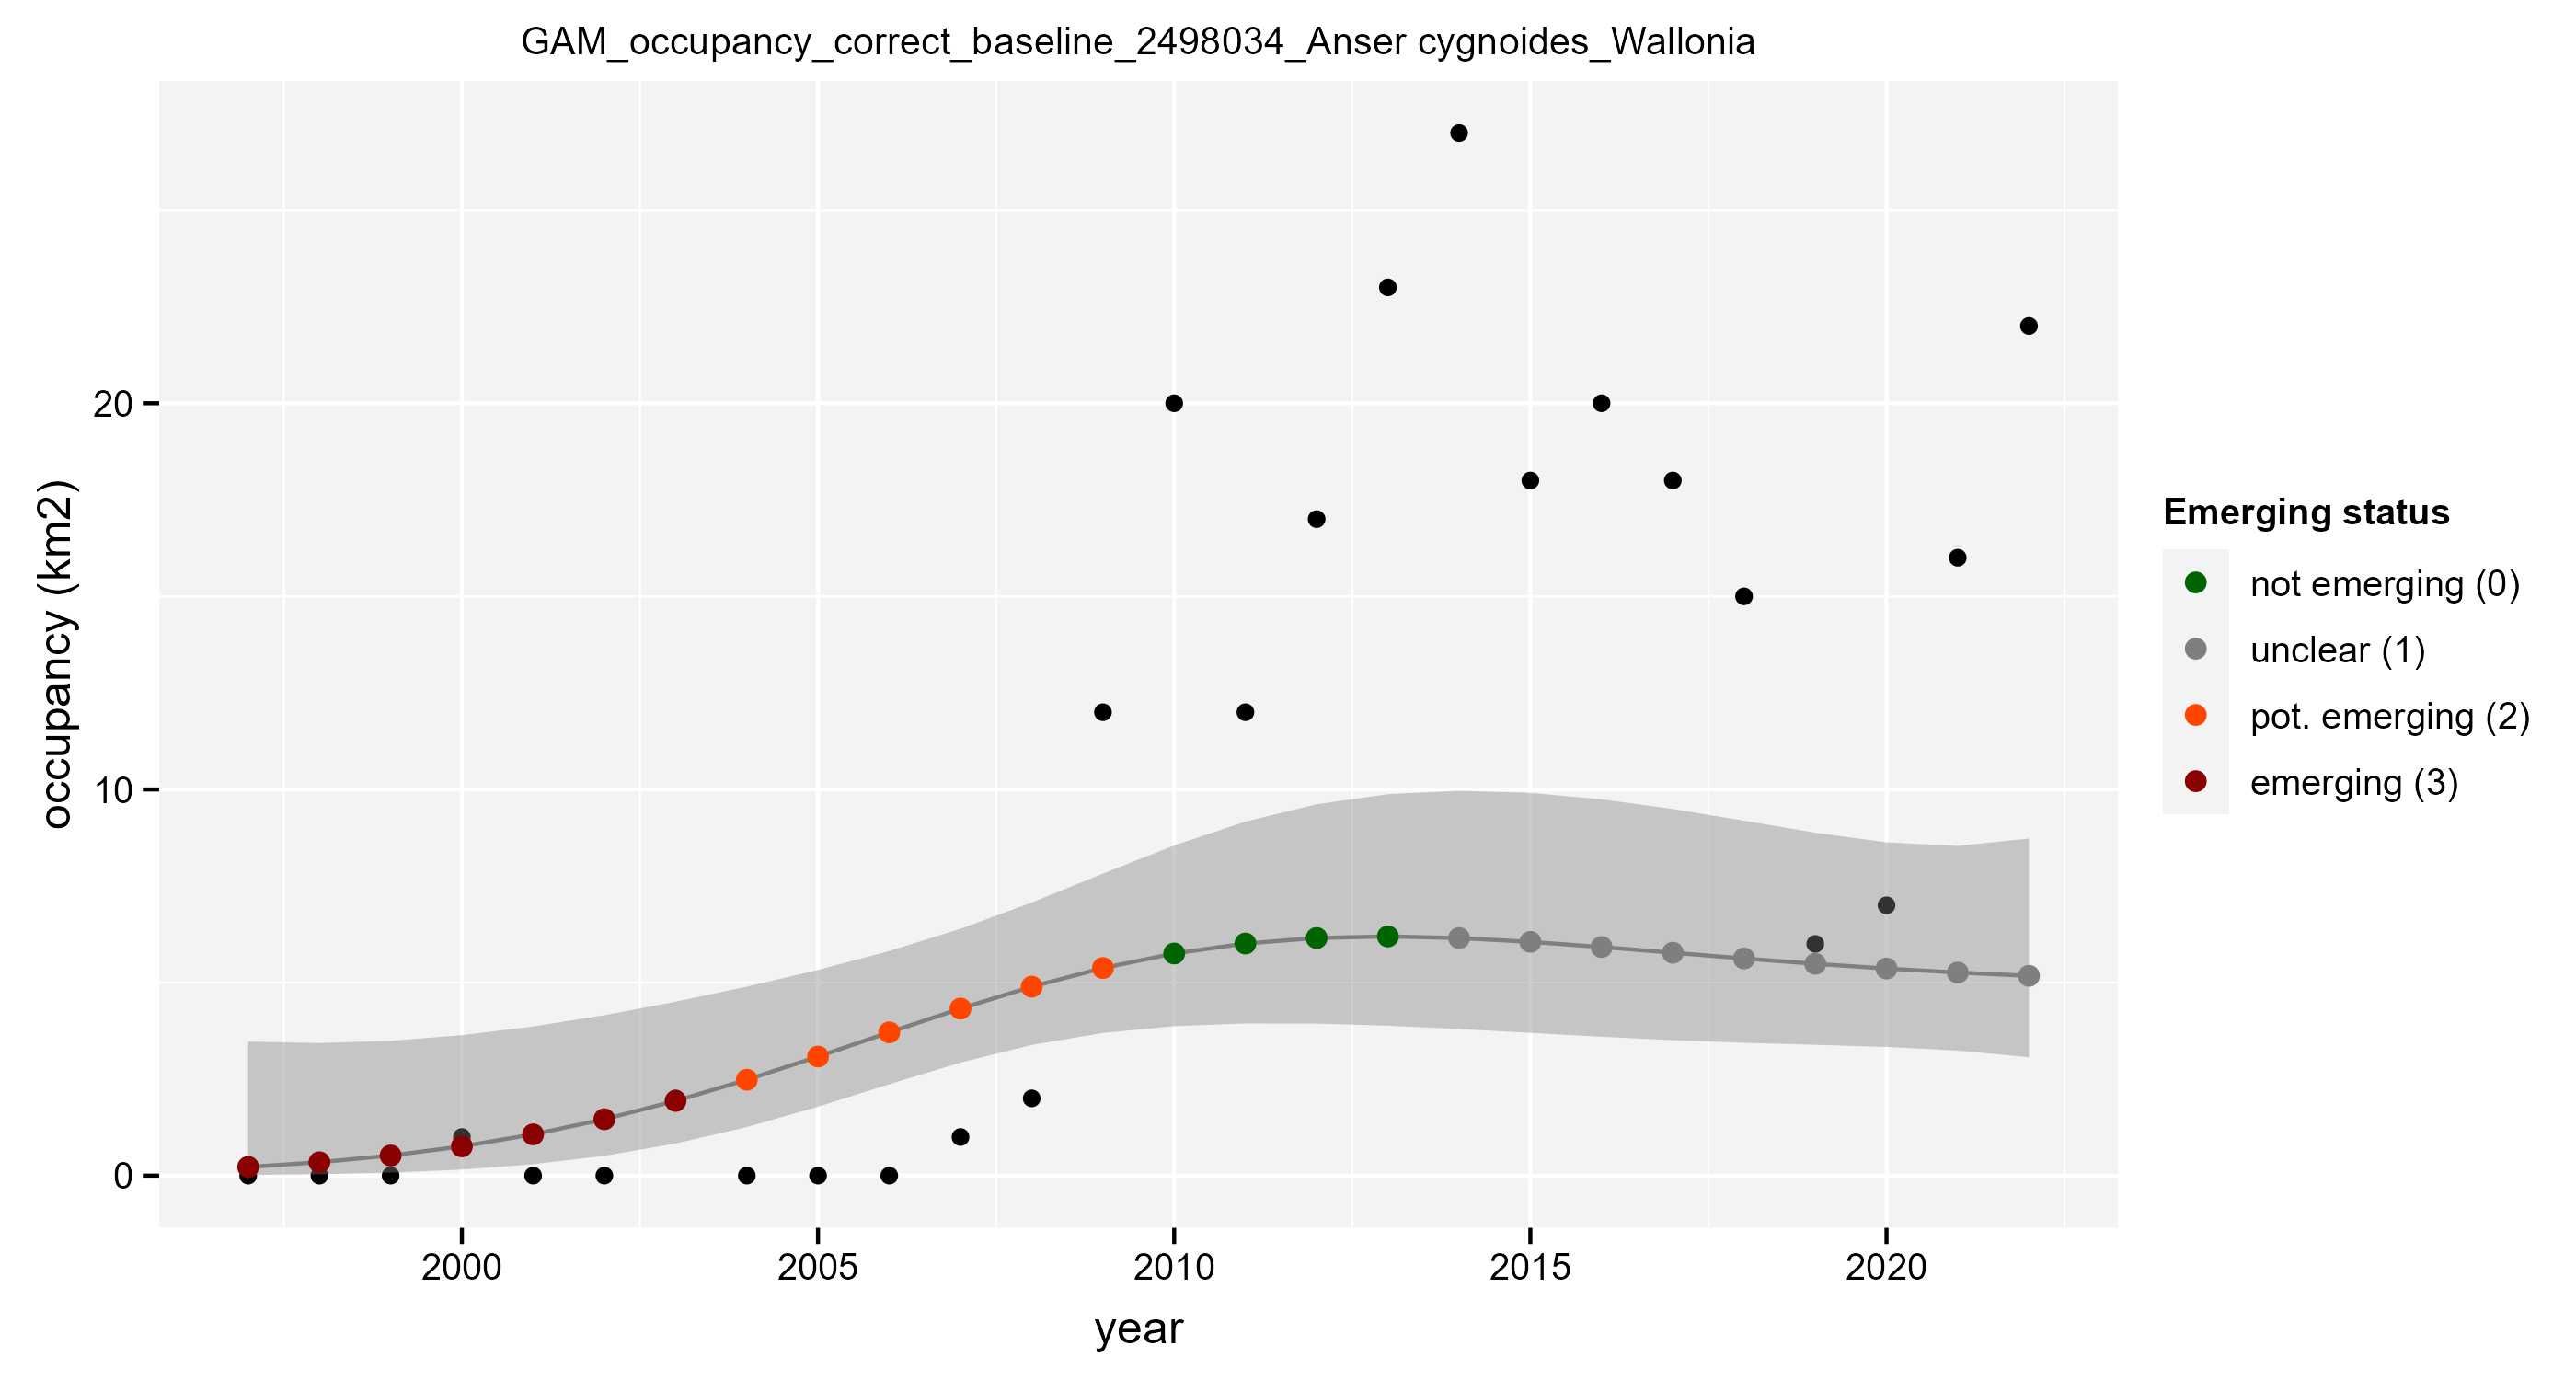 GAM_occupancy_correct_baseline_2498034_Anser cygnoides_Wallonia
occupancy (km2)
20
10
0
2000
2005
2010
2015
2020
year
Emerging status
not emerging (0)
unclear (1)
pot. emerging (2)
emerging (3)